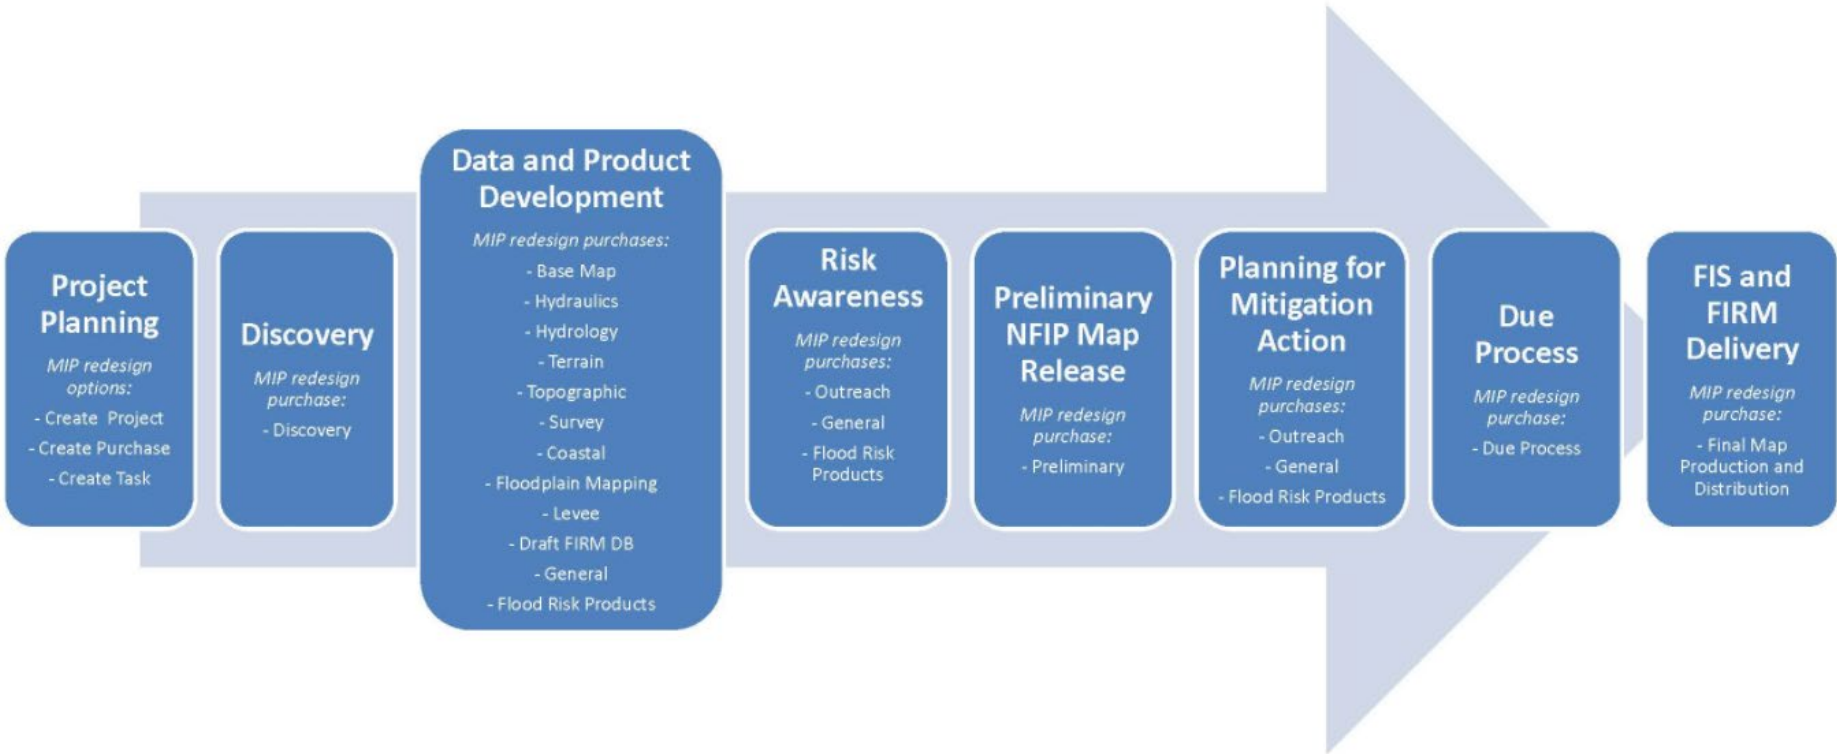 Project
Planning
MIP redesign
options:
- Create  Project
- Create Purchase
- Create Task
Discovery
MIP redesign
purchase:
- Discovery
Data and Product
Development
MIP redesign purchases:
- Base Map
- Hydraulics
- Hydrology
- Terrain
- Topographic
- Survey
- Coastal
- Floodplain Mapping
- Levee
- Draft FIRM DB
- General
- Flood Risk Products
Risk
Awareness
MIP redesign
purchases:
- Outreach
- General
- Flood Risk
Products
Preliminary
NFIP Map
Release
MIP redesign
purchase:
- Preliminary
Planning for
Mitigation
Action
MIP redesign
purchases:
- Outreach
- General
- Flood Risk Products
Due
Process
MIP redesign
purchase:
- Due Process
FIS and
FIRM
Delivery
MIP redesign
purchase:
- Final Map
Production and
Distribution